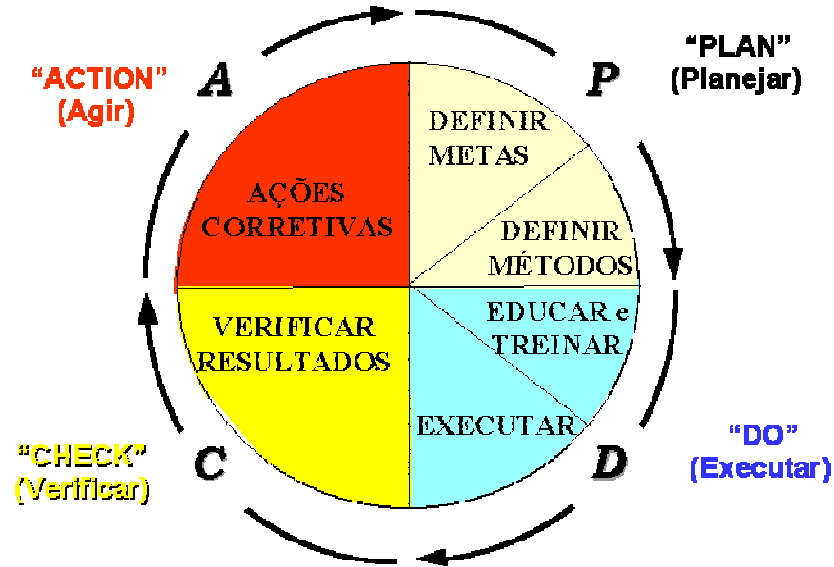 A
"ACTION"
(Agir)
P
"PLAN"
(Planejar)
DEFINIR
METAS
AÇÕES
CORRETIVAS
DEFINIR
MÉTODOS
EDUCAR e
TREINAR
VERIFICAR
RESULTADOS
EXECUTAR
"CHECK"
(Verificar)
C
D
"DO"
(Executar)